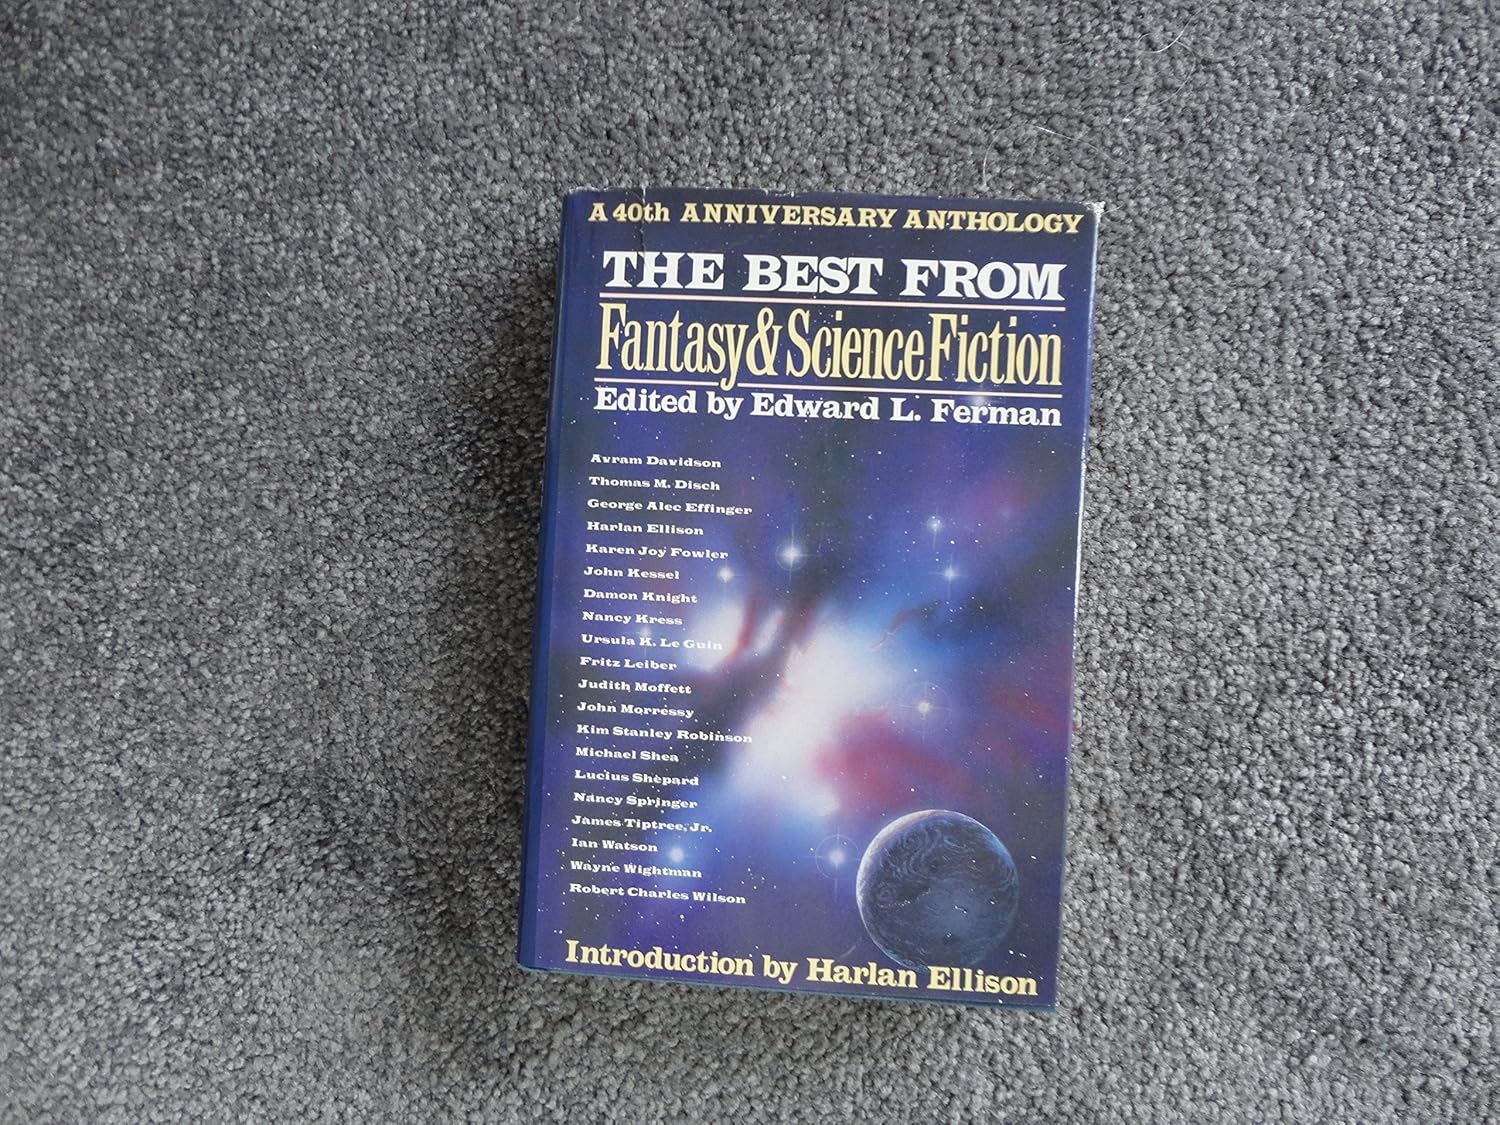 A 40th ANNIVERSARY ANTHOLOGY
THE BEST FROM
Fantasy & Science Fiction
Edited by Edward L. Ferman
Avram Davidson
Thomas M. Disch
George Alec Effinger
Harlan Ellison
Karen Joy Fowler
John Kessel
Damon Knight
Nancy Kress
Ursula K. Le Guin
Fritz Leiber
Judith Moffett
John Morressy
Kim Stanley Robinson
Michael Shea
Lucius Shepard
Nancy Springer
James Tiptree, Jr.
Ian Watson
Wayne Wightman
Robert Charles Wilson
Introduction by Harlan Ellison